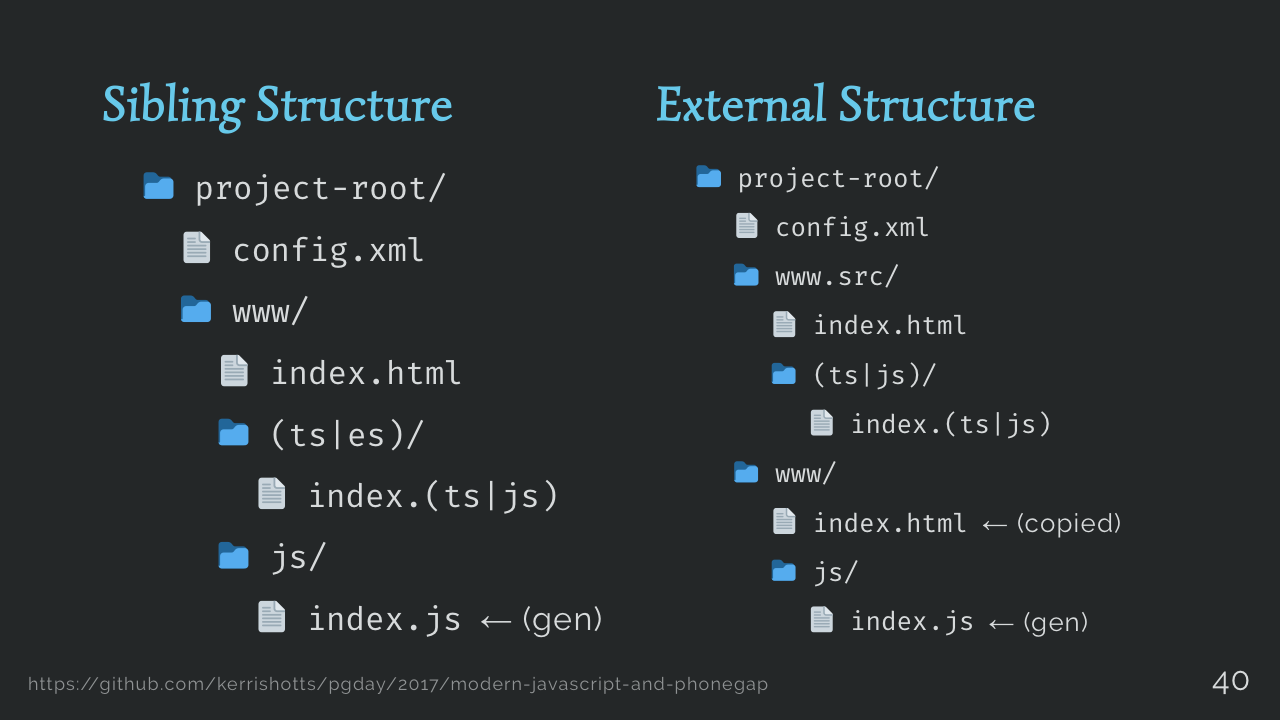 Sibling Structure
project-root/
config.xml
www/
index.html
(ts|es)/
index.(ts|js)
js/
index.js ← (gen)
External Structure
project-root/
config.xml
www.src/
index.html
(ts|js)/
index.(ts|js)
www/
index.html ← (copied)
js/
index.js ← (gen)
https://github.com/kerrishotts/pgday/2017/modern-javascript-and-phonegap
40